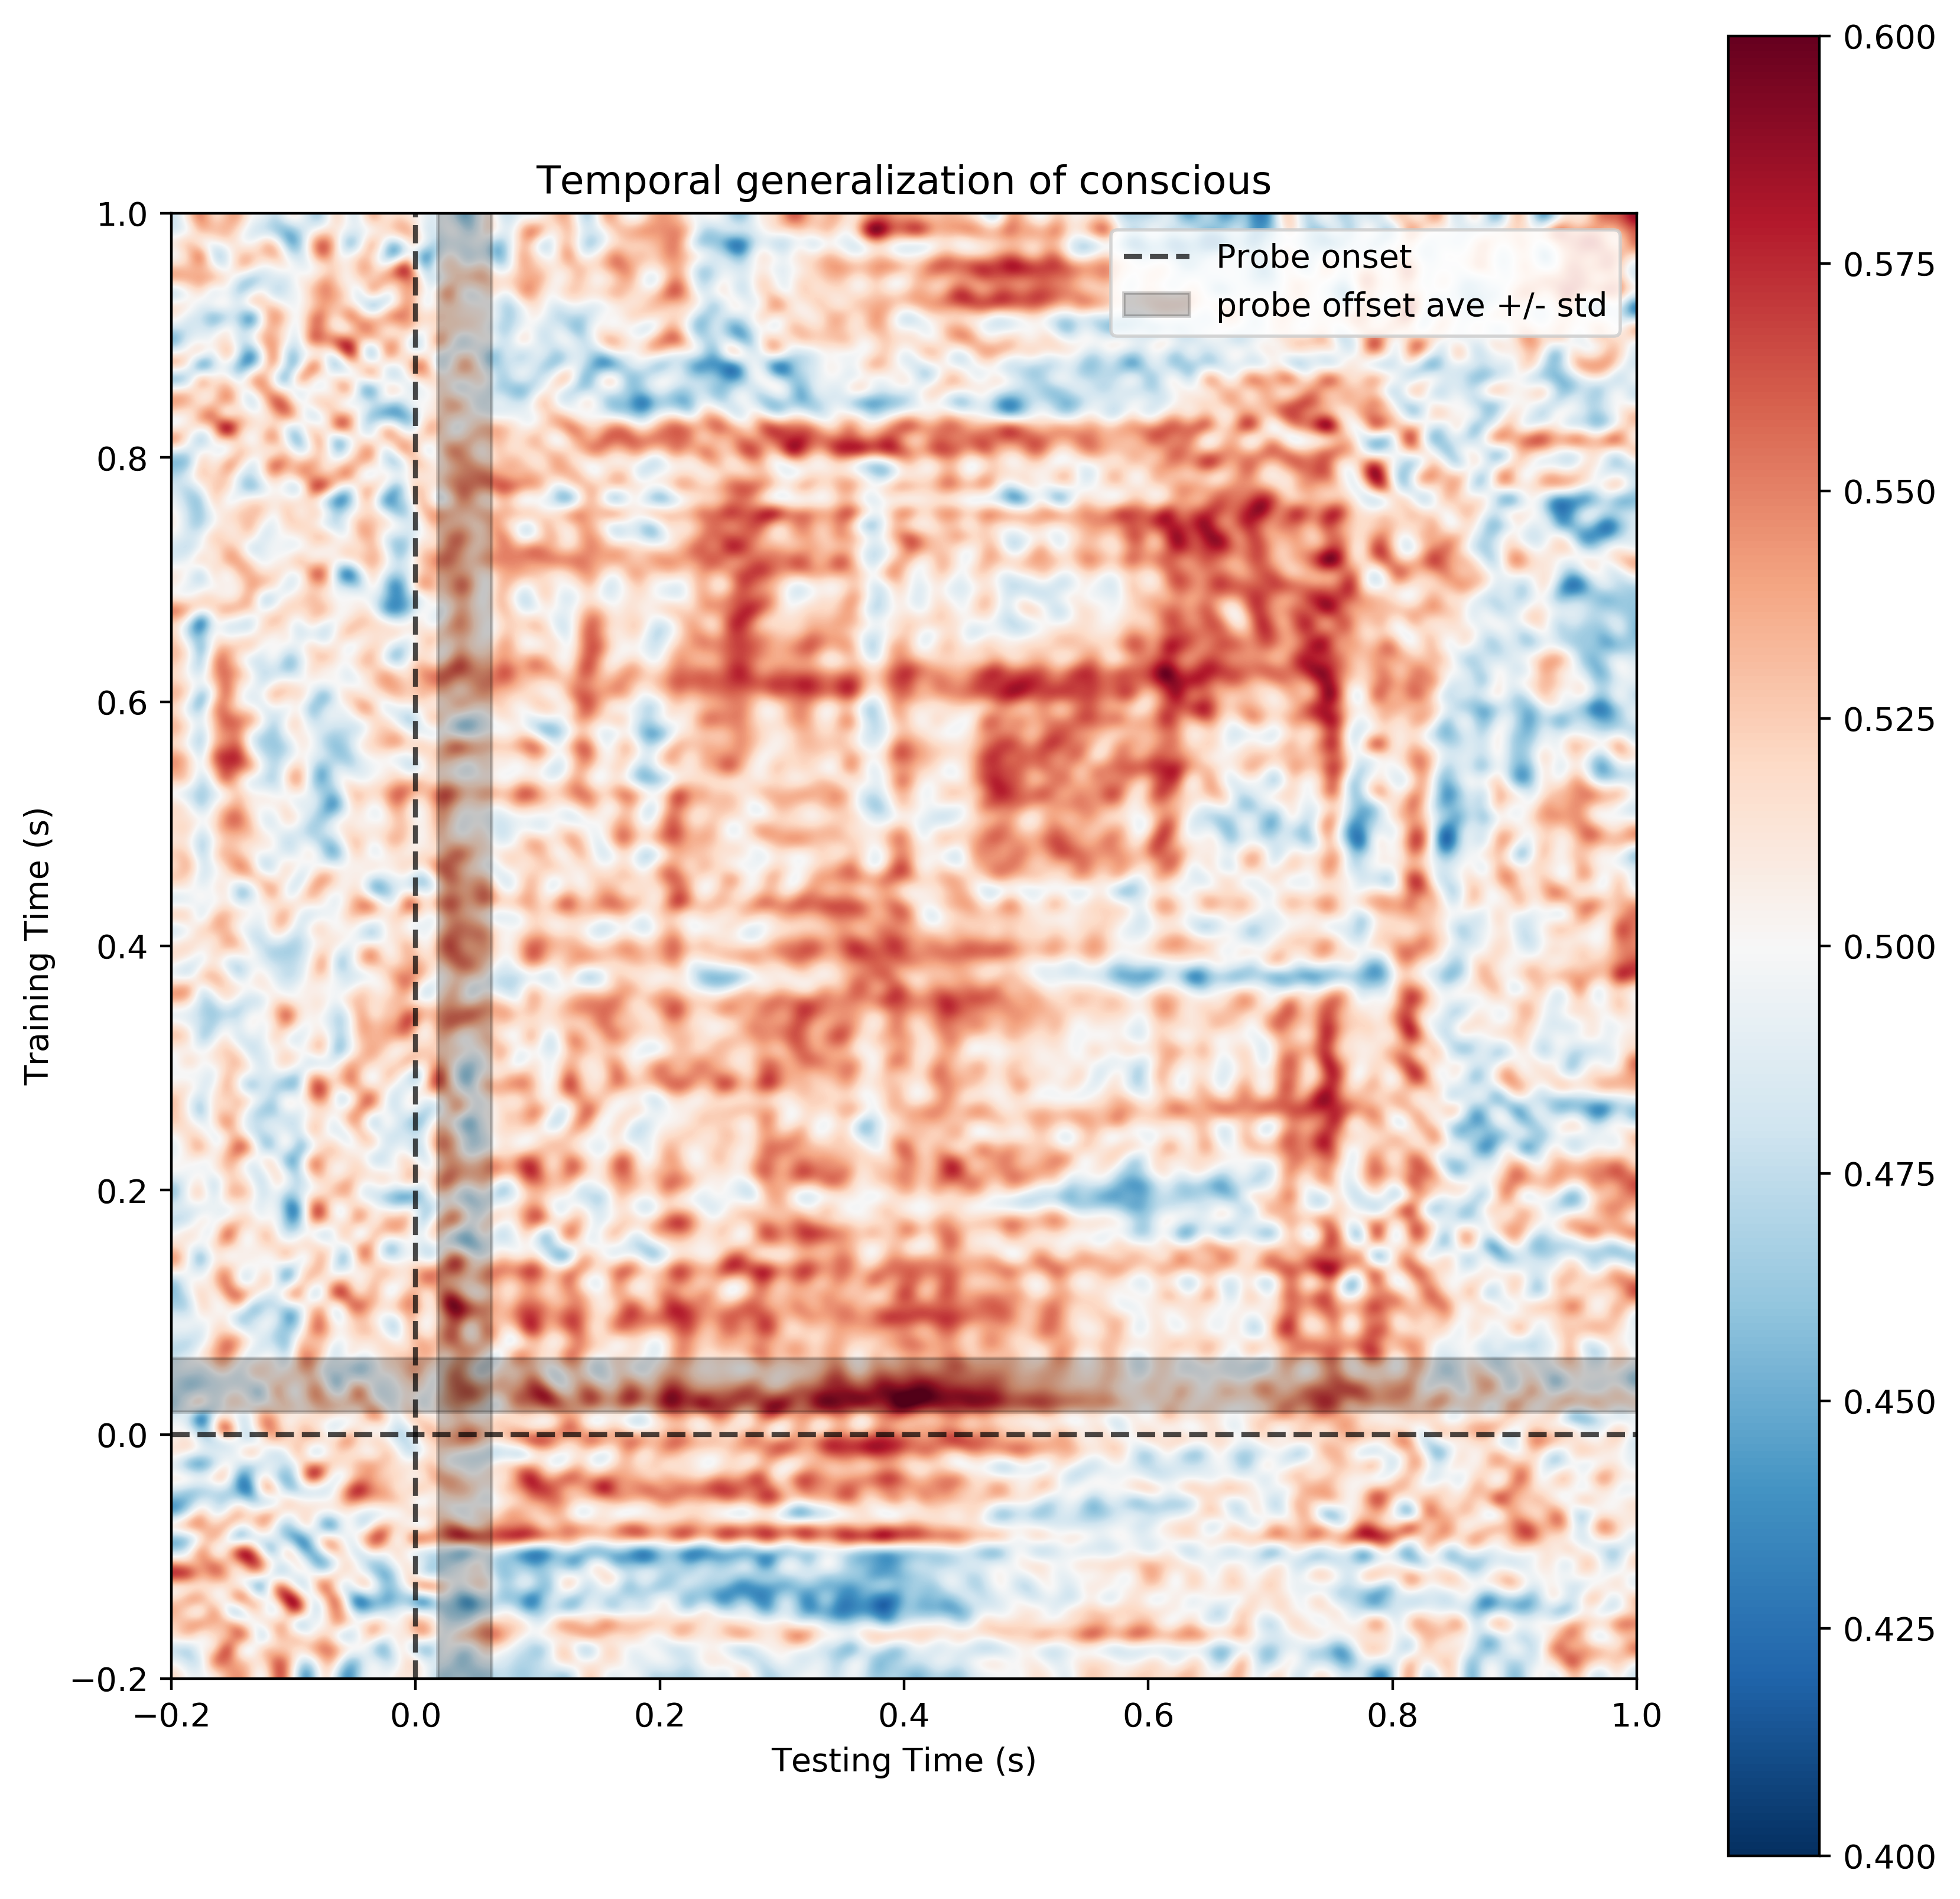 Temporal generalization of conscious
Probe onset
probe offset ave +/- std
Training Time (s)
1.0
0.8
0.6
0.4
0.2
0.0
−0.2
−0.2 0.0 0.2 0.4 0.6 0.8 1.0
Testing Time (s)
0.600
0.575
0.550
0.525
0.500
0.475
0.450
0.425
0.400